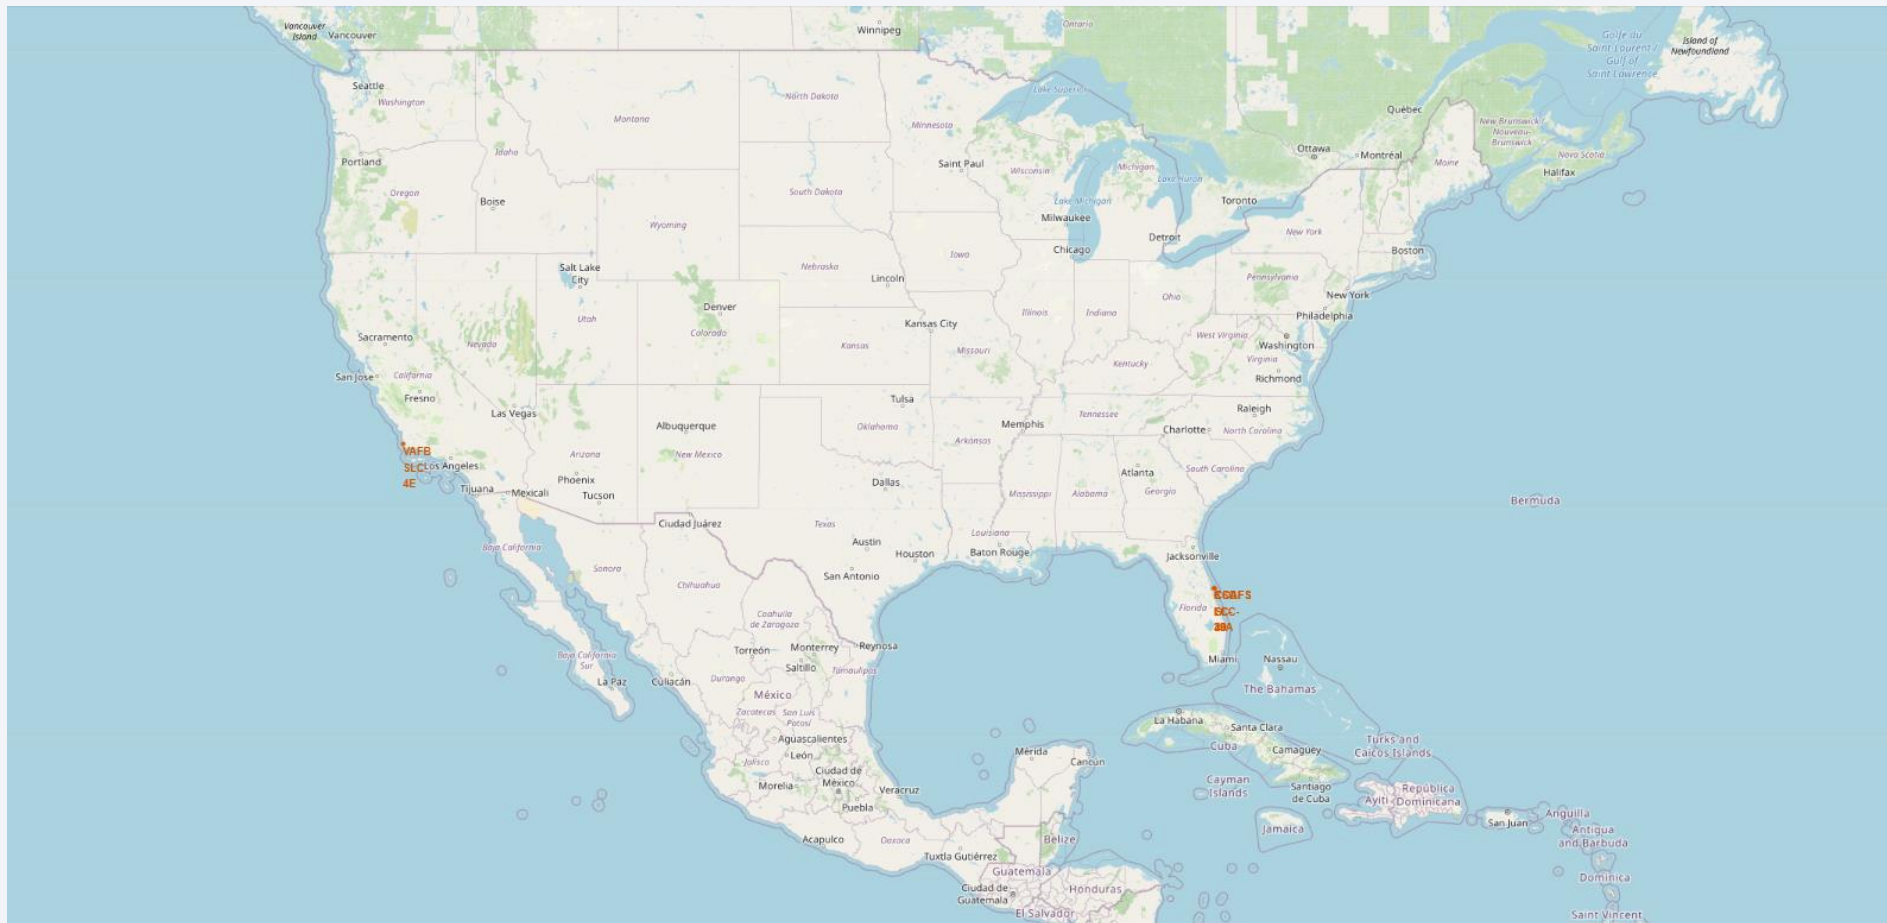 Vancouver
Island
Vancouver
Winnipeg
Ontario
Golfe du
Saint Laurent /
Gulf of
Saint Lawrence
Island of
Newfoundland
Seattle
Washington
Montana
North Dakota
Minnesota
Lake Superior
Québec
New Brunswick /
Nouveau-
Brunswick
Nova Scotia
Halifax
Ottawa
Montréal
Maine
Portland
Oregon
Idaho
Boise
Saint Paul
Wisconsin
Michigan
Lake Huron
Lake Michigan
South Dakota
Wyoming
Toronto
Milwaukee
Detroit
New York
Chicago
Boston
Iowa
Nebraska
Lincoln
Salt Lake
City
Pennsylvania
New York
Philadelphia
Ohio
Denver
Colorado
Utah
Nevada
Illinois
Indiana
Kansas City
Sacramento
Kansas
Missouri
West Virginia
Washington
Virginia
Kentucky
Richmond
San Jose
California
Fresno
Las Vegas
Tulsa
Raleigh
Albuquerque
Oklahoma
Memphis
Tennessee
Charlotte
North Carolina
Arkansas
VAFB
SLC-
4E
Los Angeles
Arizona
New Mexico
Atlanta
South Carolina
Phoenix
Dallas
Tijuana
Mexicali
Tucson
Mississippi
Alabama
Georgia
Bermuda
Ciudad Juárez
Texas
Louisiana
Baja California
Austin
Houston
Baton Rouge
Jacksonville
Sonora
San Antonio
Chihuahua
Florida
Coahuila
de Zaragoza
Baja California
Sur
Torreón
Monterrey
Reynosa
Saltillo
Tamaulipas
Miami
Nassau
La Paz
Culiacán
Durango
México
The Bahamas
Zacatecas
San Luis
Potosí
La Habana
Santa Clara
Aguascalientes
Mérida
Cuba
Camagüey
Turks and
Caicos Islands
Jalisco
León
Cancún
Ciudad de
México
Morelia
Veracruz
Cayman
Islands
Santiago
de Cuba
Ayiti
República
Dominicana
Puebla
Jamaica
San Juan
Anguilla
Antigua
and Barbuda
Acapulco
Oaxaca
Belize
Tuxtla Gutiérrez
Guatemala
Dominica
Ciudad de
Guatemala
Honduras
El Salvador
Saint Vincent